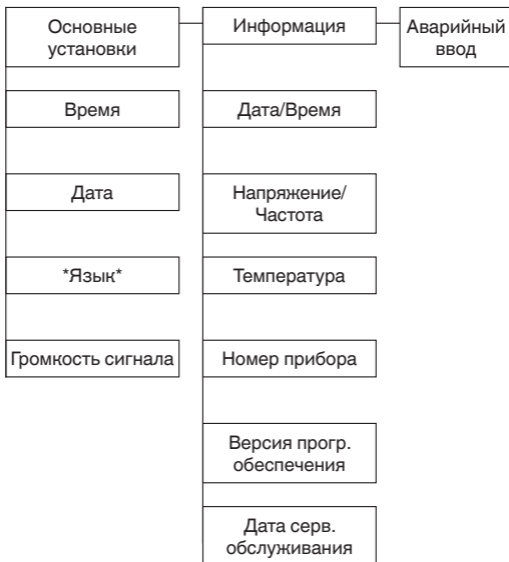 Основные
установки
Информация
Аварийный
ввод
Время
Дата/Время
Дата
Напряжение/
Частота
*Язык*
Температура
Громкость сигнала
Номер прибора
Версия прогр.
обеспечения
Дата серв.
обслуживания